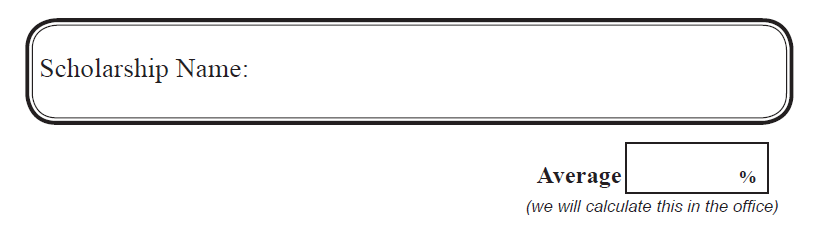 Scholarship Name:
Average %
(we will calculate this in the office)